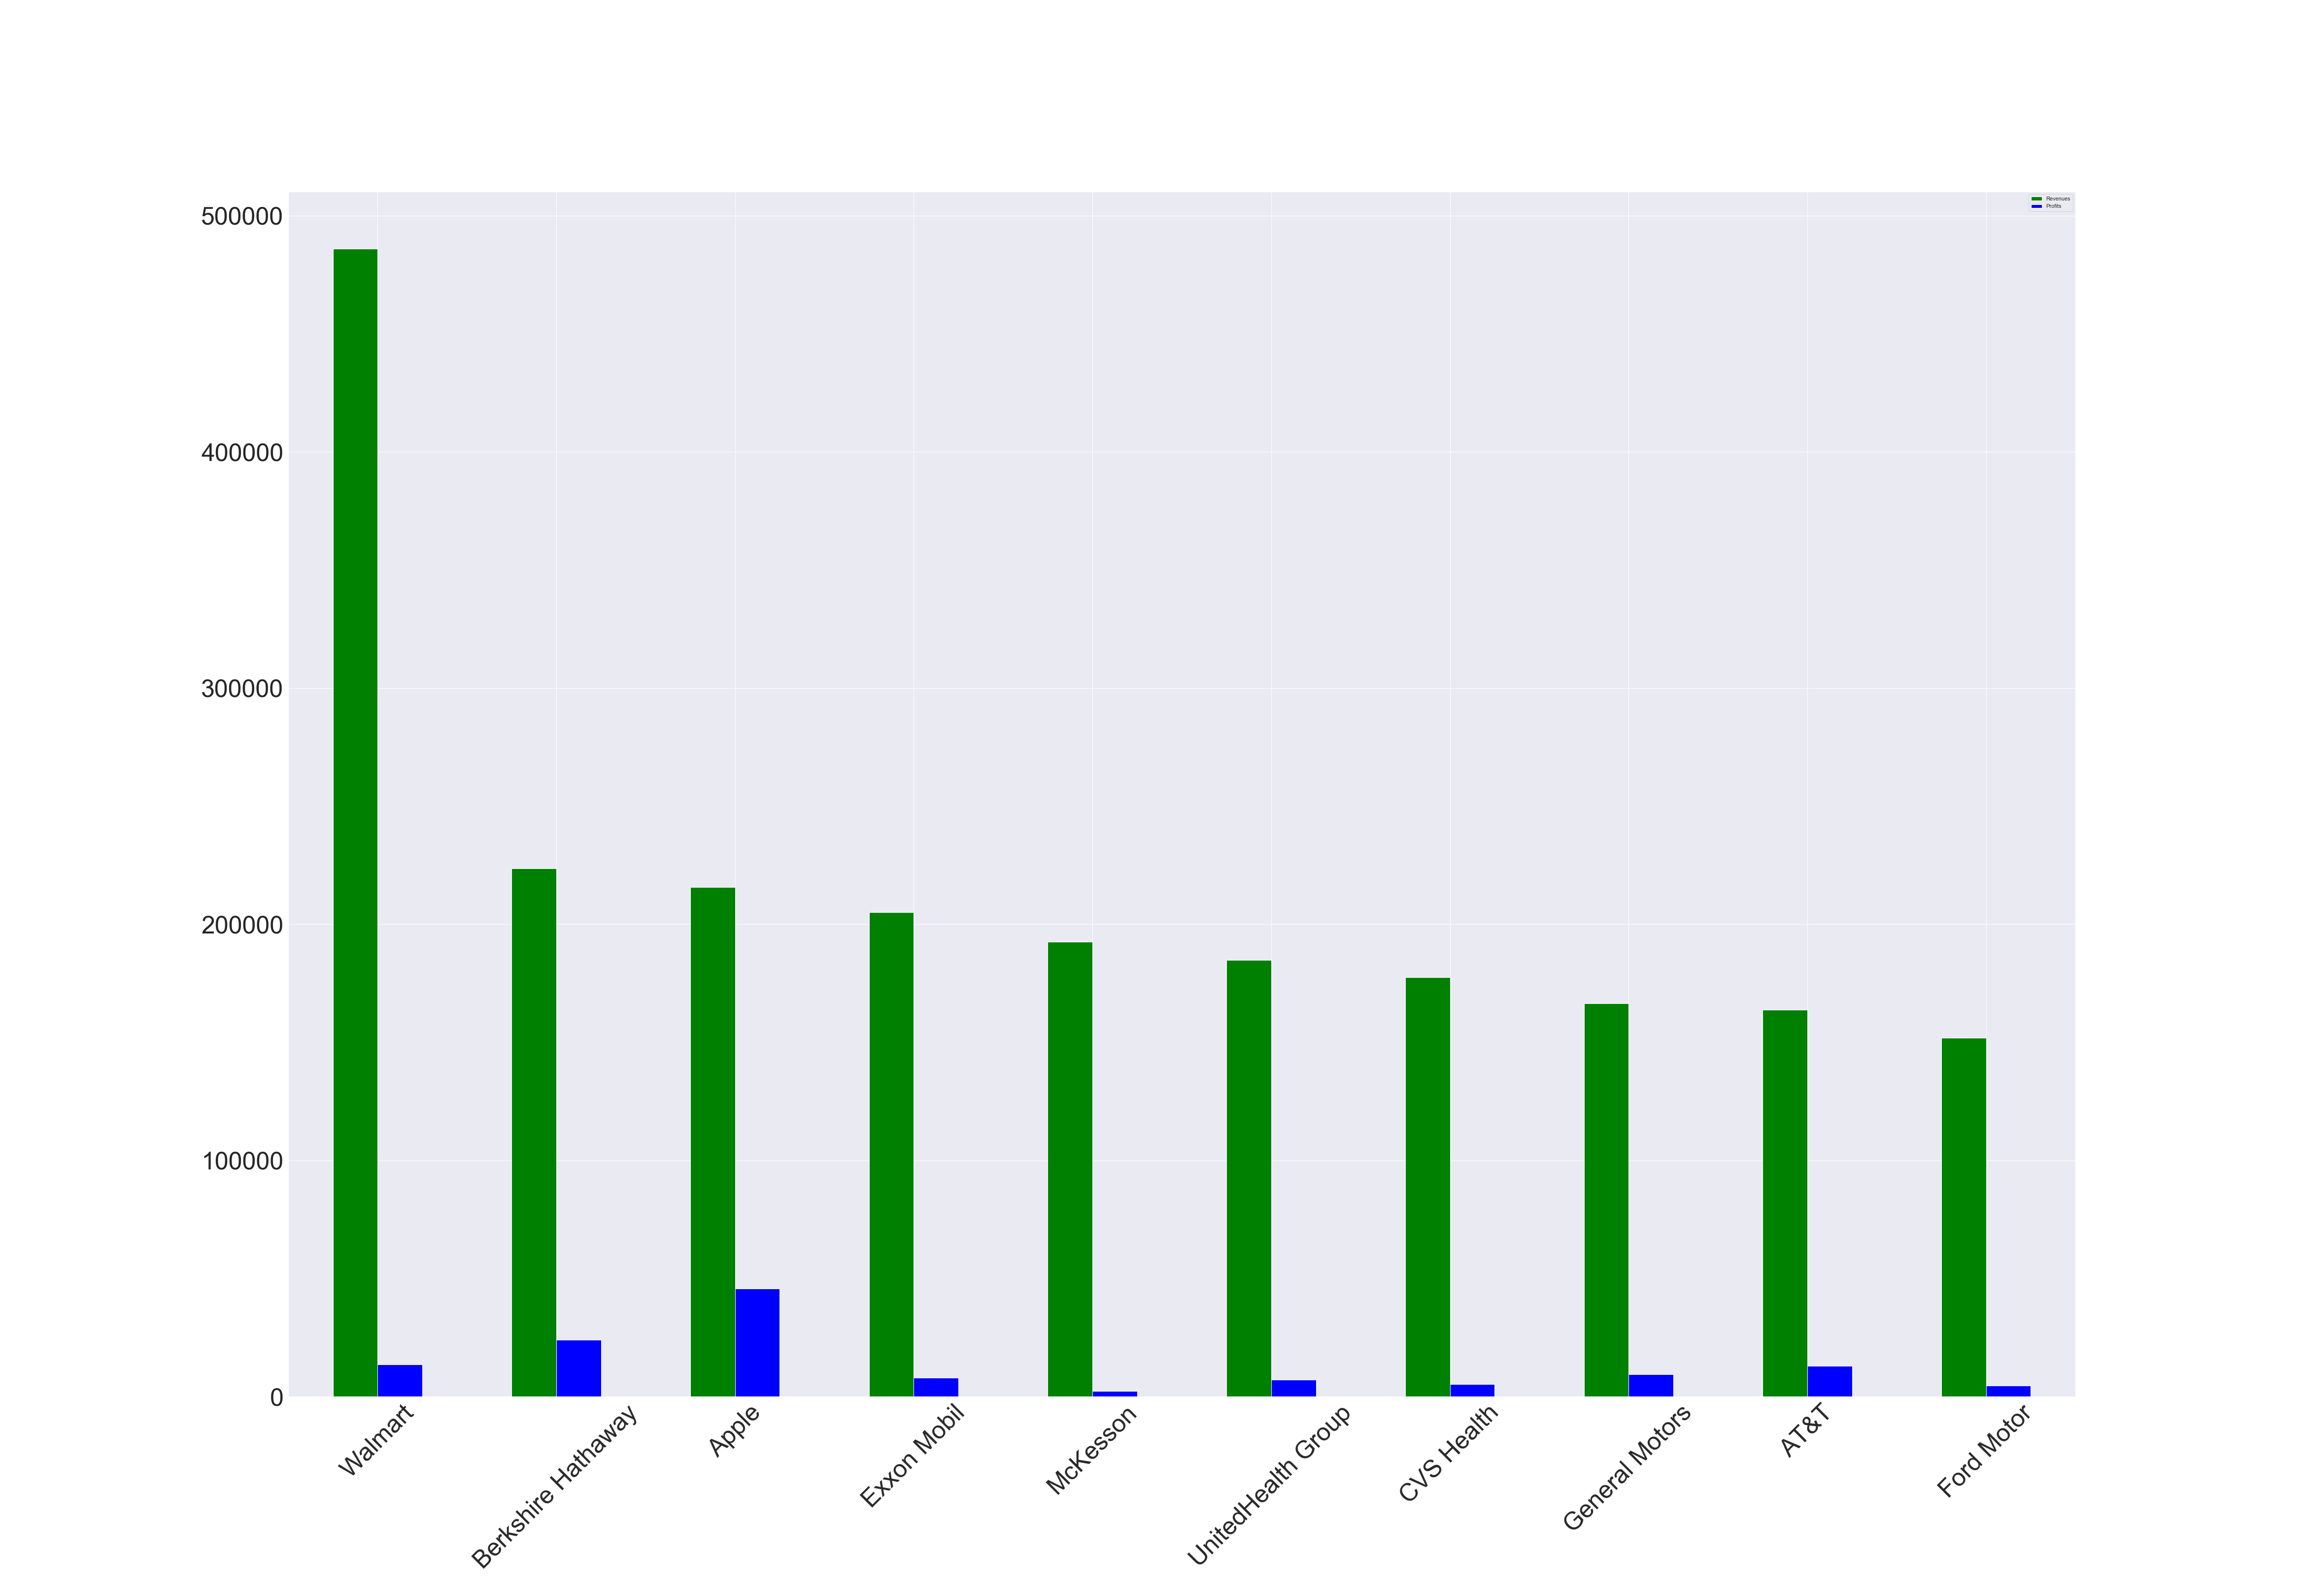 Revenues
Profits
500000
400000
300000
200000
100000
0
Walmart
Berkshire Hathaway
Apple
Exxon Mobil
McKesson
UnitedHealth Group
CVS Health
General Motors
AT&T
Ford Motor